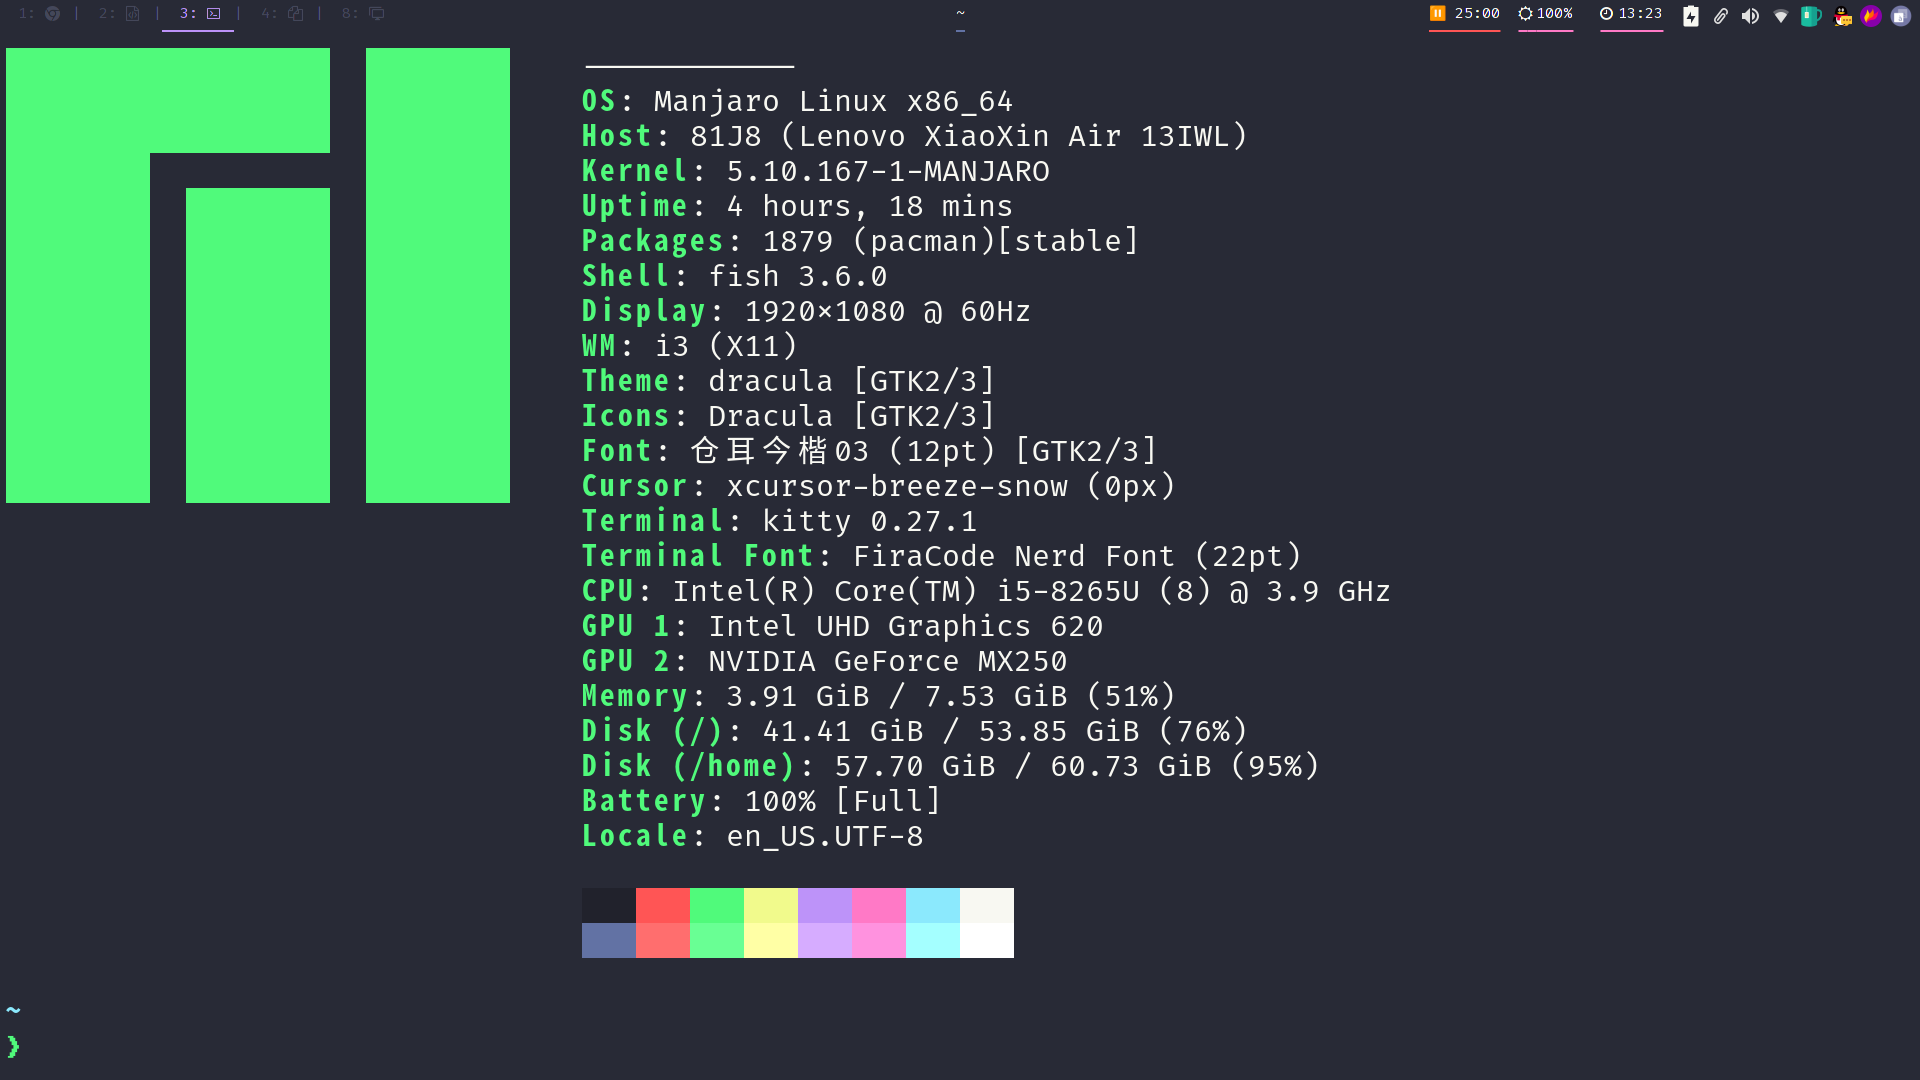 1: | 2: | 3: | 4: | 8:
~
25:00 100% 13:23
OS: Manjaro Linux x86_64
Host: 81J8 (Lenovo XiaoXin Air 13IWL)
Kernel: 5.10.167-1-MANJARO
Uptime: 4 hours, 18 mins
Packages: 1879 (pacman)[stable]
Shell: fish 3.6.0
Display: 1920×1080 @ 60Hz
WM: i3 (X11)
Theme: dracula [GTK2/3]
Icons: Dracula [GTK2/3]
Font: 仓耳今楷03 (12pt) [GTK2/3]
Cursor: xcursor-breeze-snow (0px)
Terminal: kitty 0.27.1
Terminal Font: FiraCode Nerd Font (22pt)
CPU: Intel(R) Core(TM) i5-8265U (8) @ 3.9 GHz
GPU 1: Intel UHD Graphics 620
GPU 2: NVIDIA GeForce MX250
Memory: 3.91 GiB / 7.53 GiB (51%)
Disk (/): 41.41 GiB / 53.85 GiB (76%)
Disk (/home): 57.70 GiB / 60.73 GiB (95%)
Battery: 100% [Full]
Locale: en_US.UTF-8
~
❯